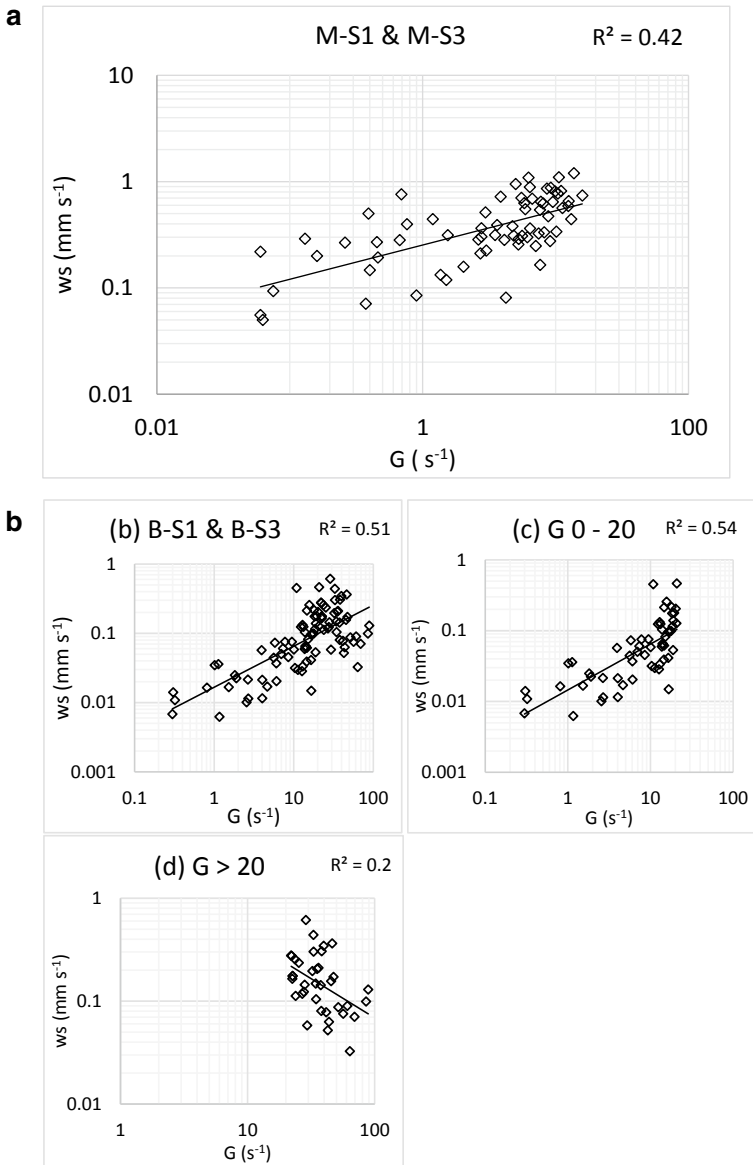 a
M-S1 & M-S3 R² = 0.42
10
1
0.1
0.01
ws (mm s⁻¹)
0.01 1 100
G ( s⁻¹)
b
(b) B-S1 & B-S3 R² = 0.51
1
0.1
0.01
0.001
ws (mm s⁻¹)
0.1 1 10 100
G (s⁻¹)
(c) G 0 - 20 R² = 0.54
1
0.1
0.01
0.001
ws (mm s⁻¹)
0.1 1 10 100
G (s⁻¹)
(d) G > 20 R² = 0.2
1
0.1
0.01
ws (mm s⁻¹)
1 10 100
G (s⁻¹)